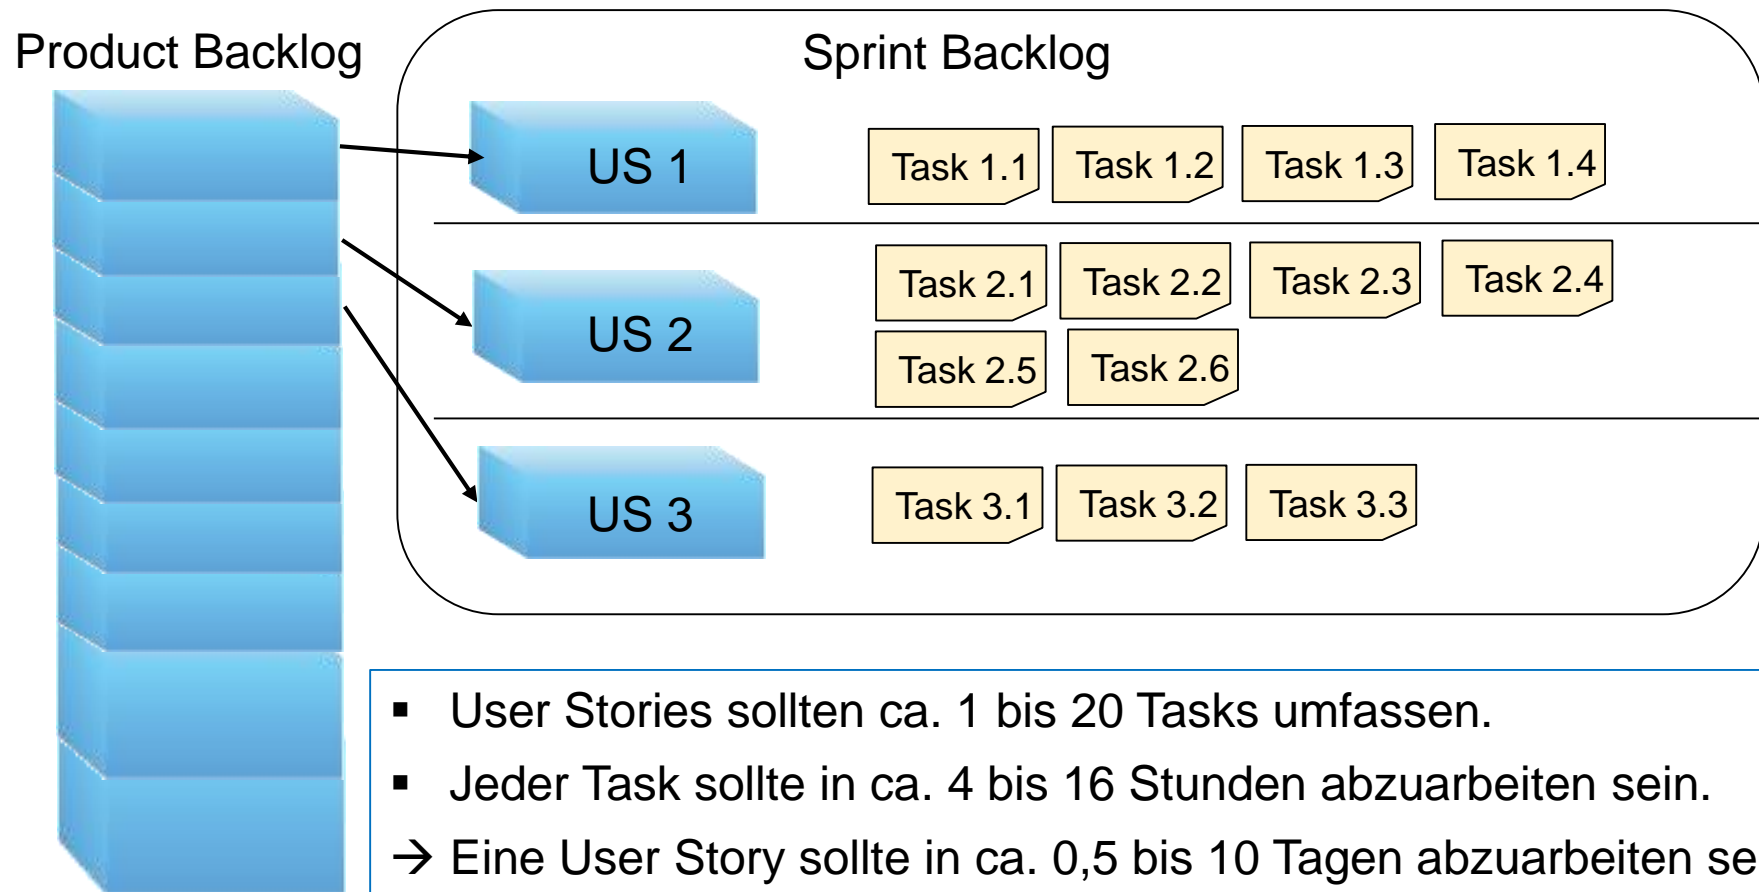 Product Backlog
Sprint Backlog
US 1
Task 1.1
Task 1.2
Task 1.3
Task 1.4
US 2
Task 2.1
Task 2.2
Task 2.3
Task 2.4
Task 2.5
Task 2.6
US 3
Task 3.1
Task 3.2
Task 3.3
▪ User Stories sollten ca. 1 bis 20 Tasks umfassen.
▪ Jeder Task sollte in ca. 4 bis 16 Stunden abzuarbeiten sein.
→ Eine User Story sollte in ca. 0,5 bis 10 Tagen abzuarbeiten se